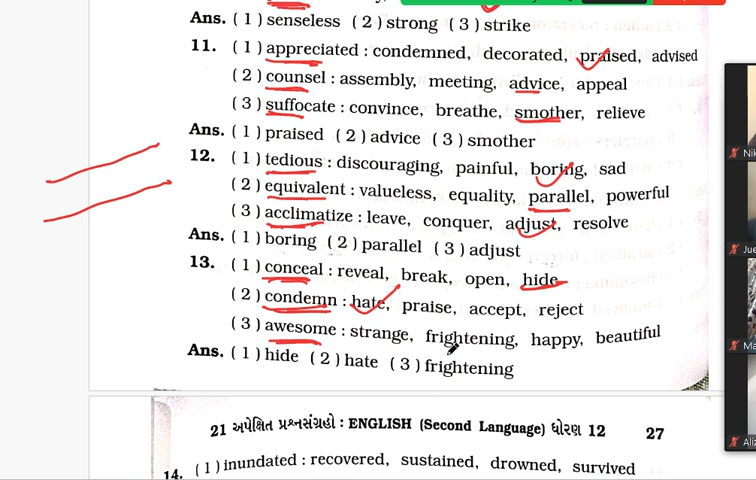 Ans. ( 1 ) senseless ( 2 ) strong ( 3 ) strike
11. ( 1 ) appreciated : condemned, decorated, praised, advised
( 2 ) counsel : assembly, meeting, advice, appeal
( 3 ) suffocate : convince, breathe, smother, relieve
Ans. ( 1 ) praised ( 2 ) advice ( 3 ) smother
12. ( 1 ) tedious : discouraging, painful, boring, sad
( 2 ) equivalent : valueless, equality, parallel, powerful
( 3 ) acclimatize : leave, conquer, adjust, resolve
Ans. ( 1 ) boring ( 2 ) parallel ( 3 ) adjust
13. ( 1 ) conceal : reveal, break, open, hide
( 2 ) condemn : hate, praise, accept, reject
( 3 ) awesome : strange, frightening, happy, beautiful
Ans. ( 1 ) hide ( 2 ) hate ( 3 ) frightening
21 અપેક્ષિત પ્રશ્નસંગ્રહો : ENGLISH (Second Language) ધોરણ 12 27
14. ( 1 ) inundated : recovered, sustained, drowned, survived
Nik
Jue
Ma
Aliz